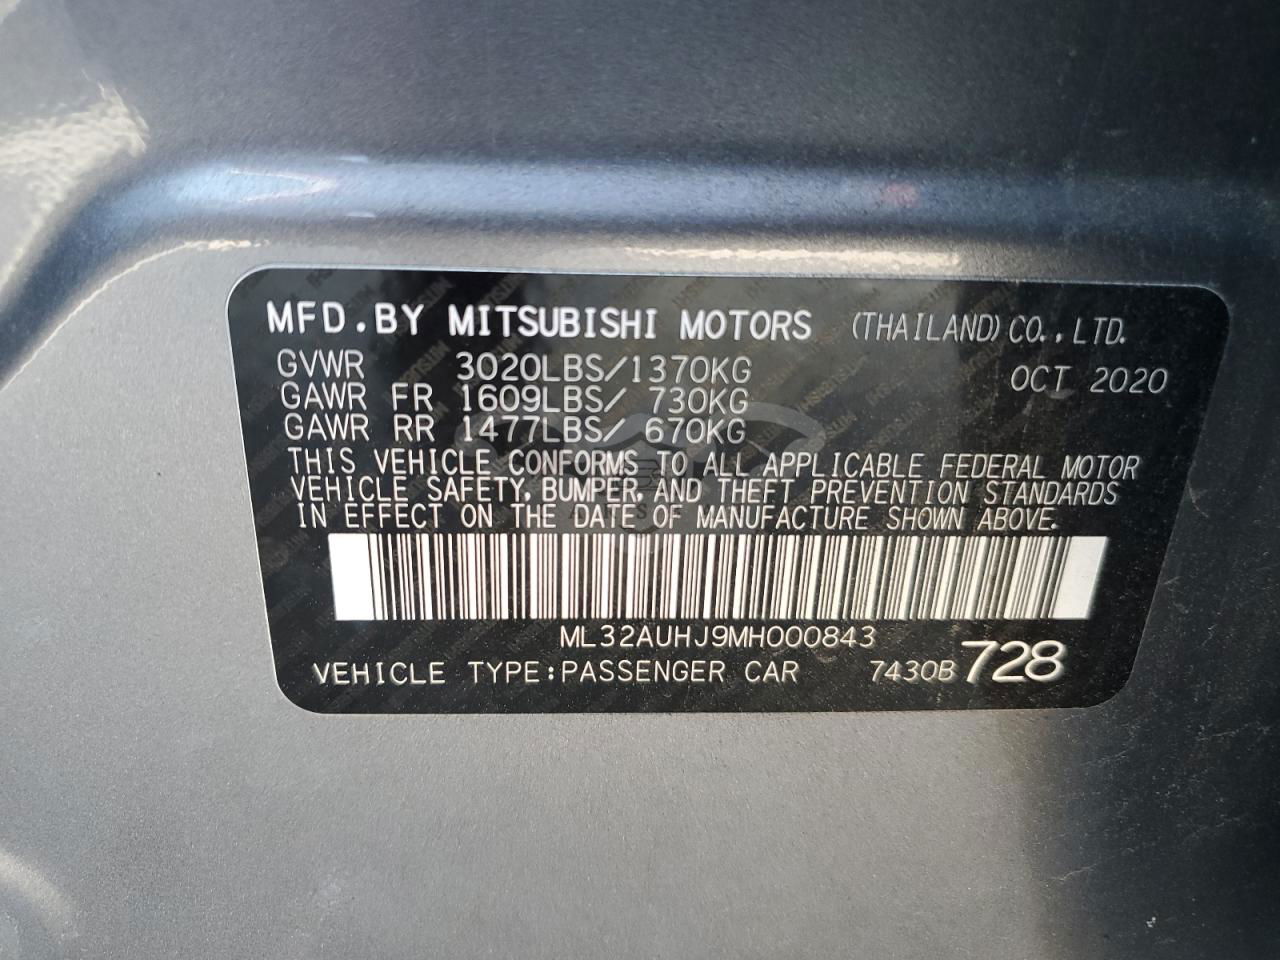 MFD.BY MITSUBISHI MOTORS (THAILAND)CO.,LTD.
GVWR 3020LBS/1370KG OCT 2020
GAWR FR 1609LBS/ 730KG
GAWR RR 1477LBS/ 670KG
THIS VEHICLE CONFORMS TO ALL APPLICABLE FEDERAL MOTOR
VEHICLE SAFETY, BUMPER, AND THEFT PREVENTION STANDARDS
IN EFFECT ON THE DATE OF MANUFACTURE SHOWN ABOVE.
ML32AUHJ9MH000843
VEHICLE TYPE:PASSENGER CAR 7430B 728